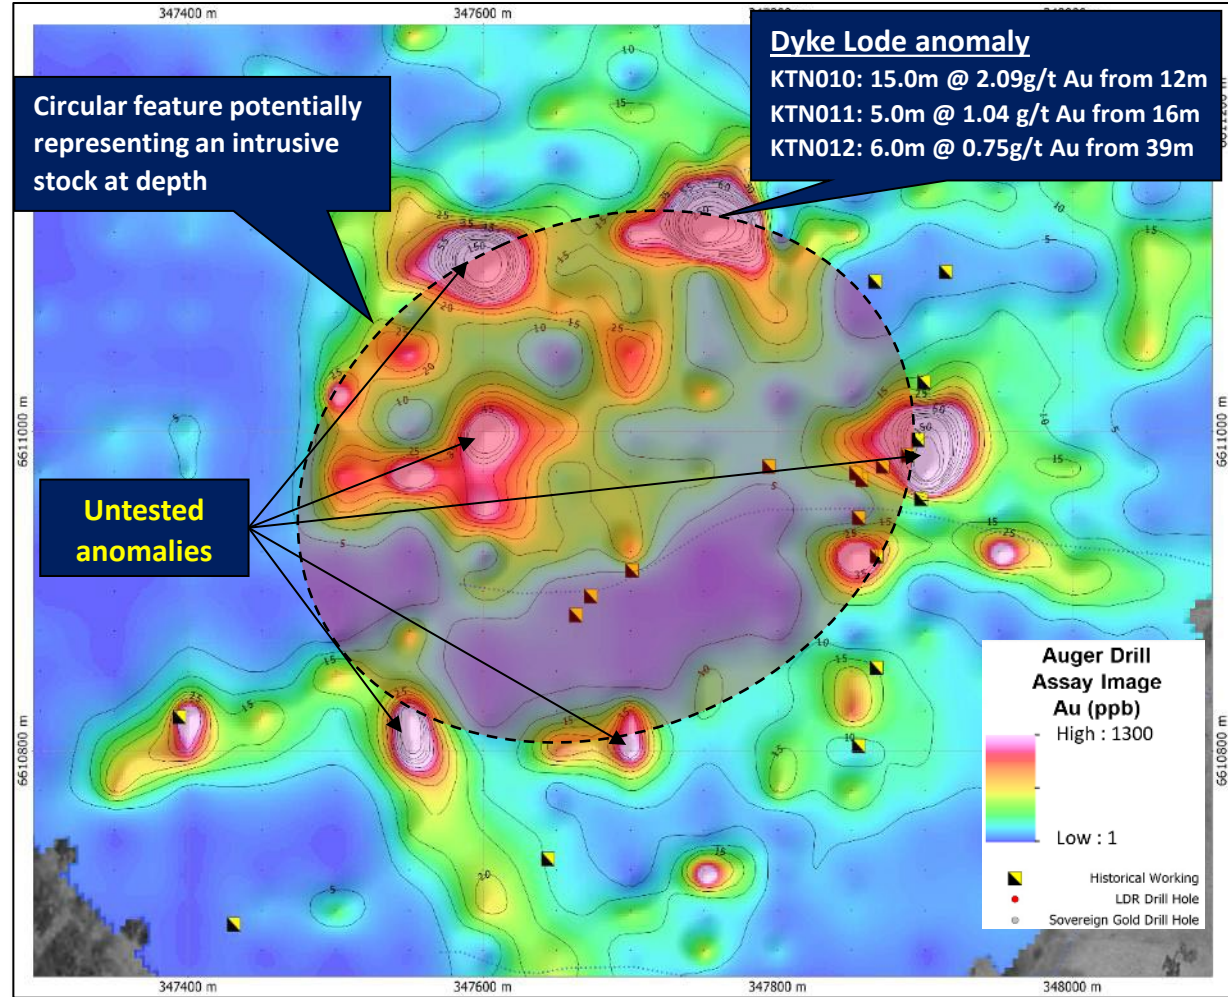 347400 m
347600 m
Dyke Lode anomaly
KTN010: 15.0m @ 2.09g/t Au from 12m
KTN011: 5.0m @ 1.04 g/t Au from 16m
KTN012: 6.0m @ 0.75g/t Au from 39m
Circular feature potentially
representing an intrusive
stock at depth
6611000 m
6611000 m
Untested
anomalies
6610800 m
6610800 m
Auger Drill
Assay Image
Au (ppb)
High : 1300
Low : 1
Historical Working
LDR Drill Hole
Sovereign Gold Drill Hole
347400 m
347600 m
347800 m
348000 m